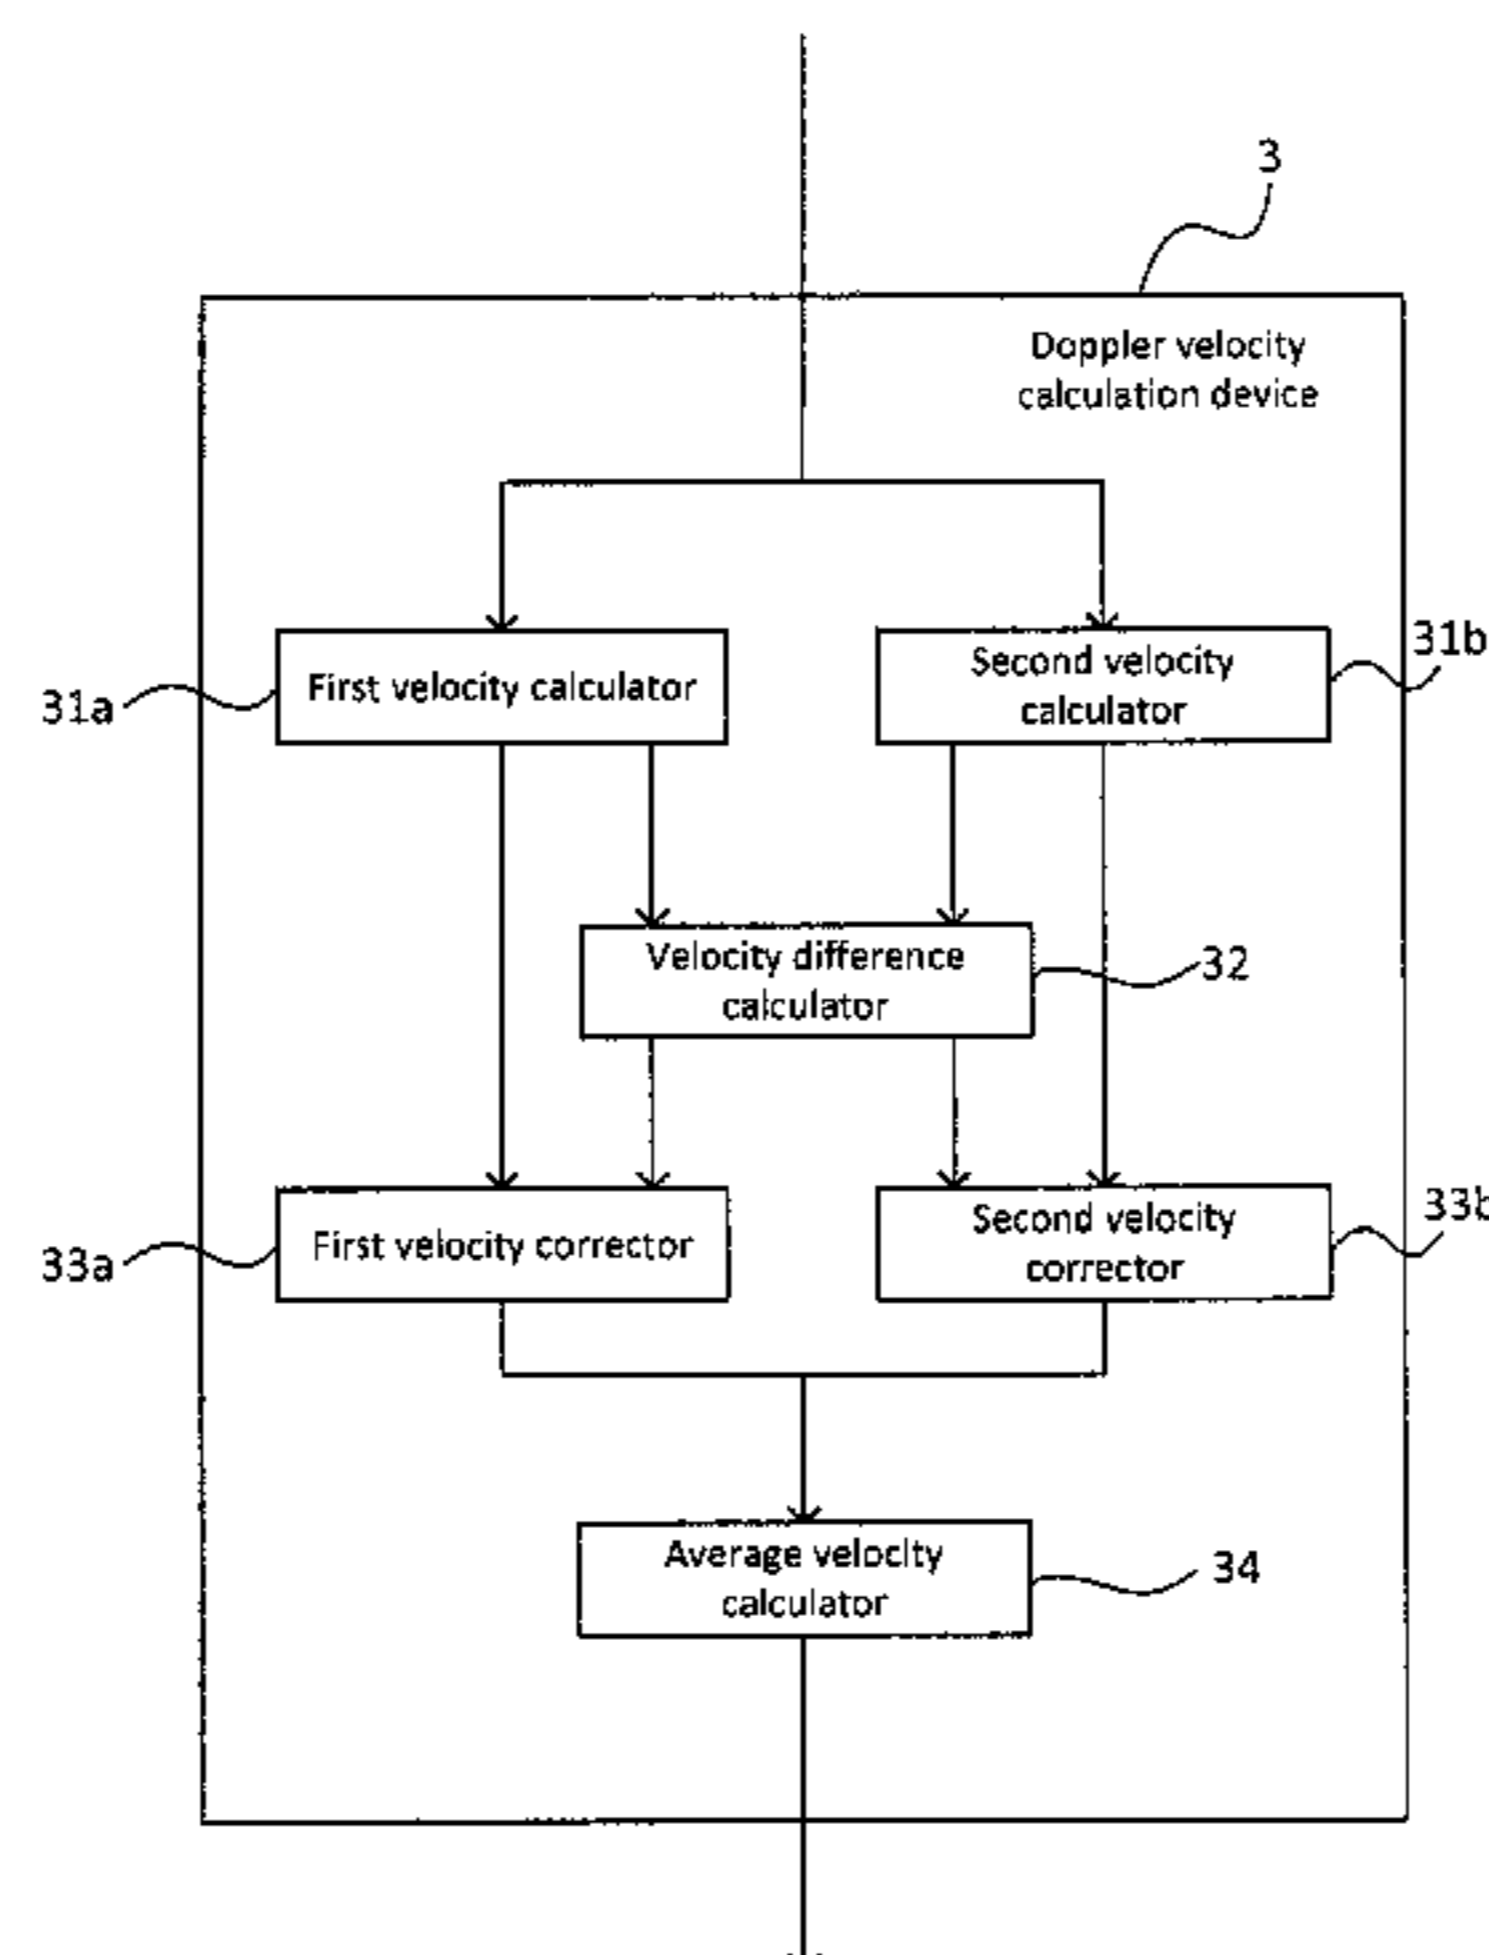 3
Doppler velocity
calculation device
First velocity calculator
Second velocity
calculator
31a
31b
Velocity difference
calculator
32
First velocity corrector
Second velocity
corrector
33a
33b
Average velocity
calculator
34